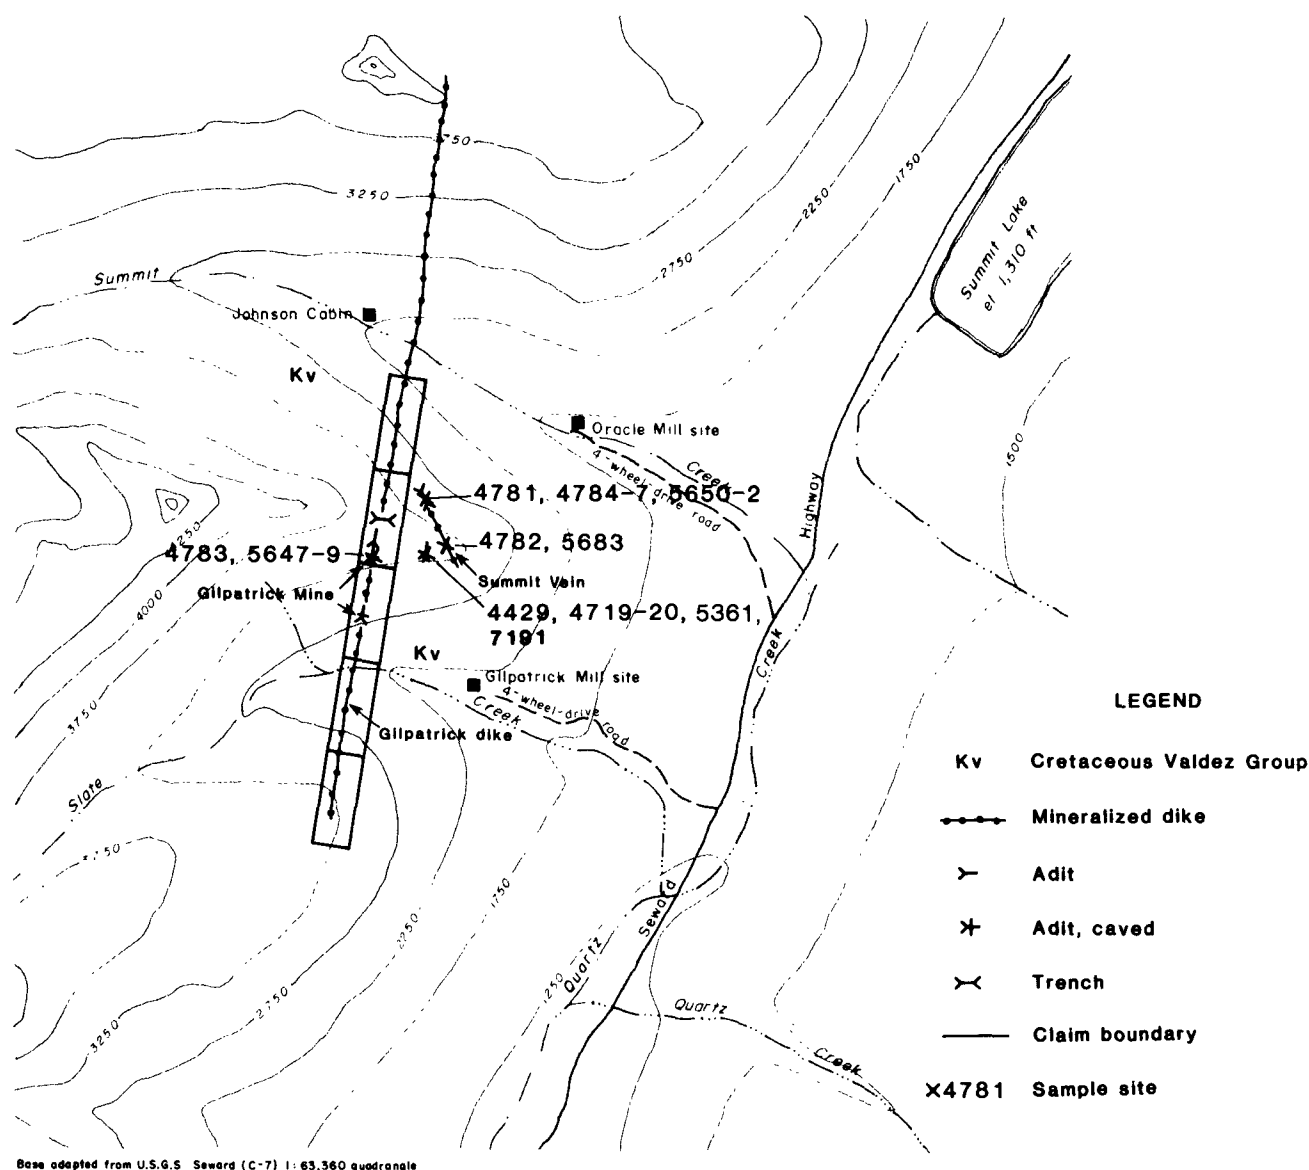 3250
2250
1750
2750
Summit
Johnson Cabin
Summit Lake
el 1,310 ft
Kv
Oracle Mill site
4-wheel-drive road
Creek
1500
Highway
4781, 4784-7, 5650-2
4782, 5683
4783, 5647-9
Summit Vein
Gilpatrick Mine
4000
4429, 4719-20, 5361,
7191
Kv
Creek
Gilpatrick Mill site
4-wheel-drive road
Creek
3750
Gilpatrick dike
Slate
1750
2250
Seward
Quartz
1250
2750
3250
Quartz
Creek
LEGEND
Kv Cretaceous Valdez Group
Mineralized dike
Adit
Adit, caved
Trench
Claim boundary
×4781 Sample site
Base adapted from U.S.G.S Seward (C-7) 1:63,360 quadrangle